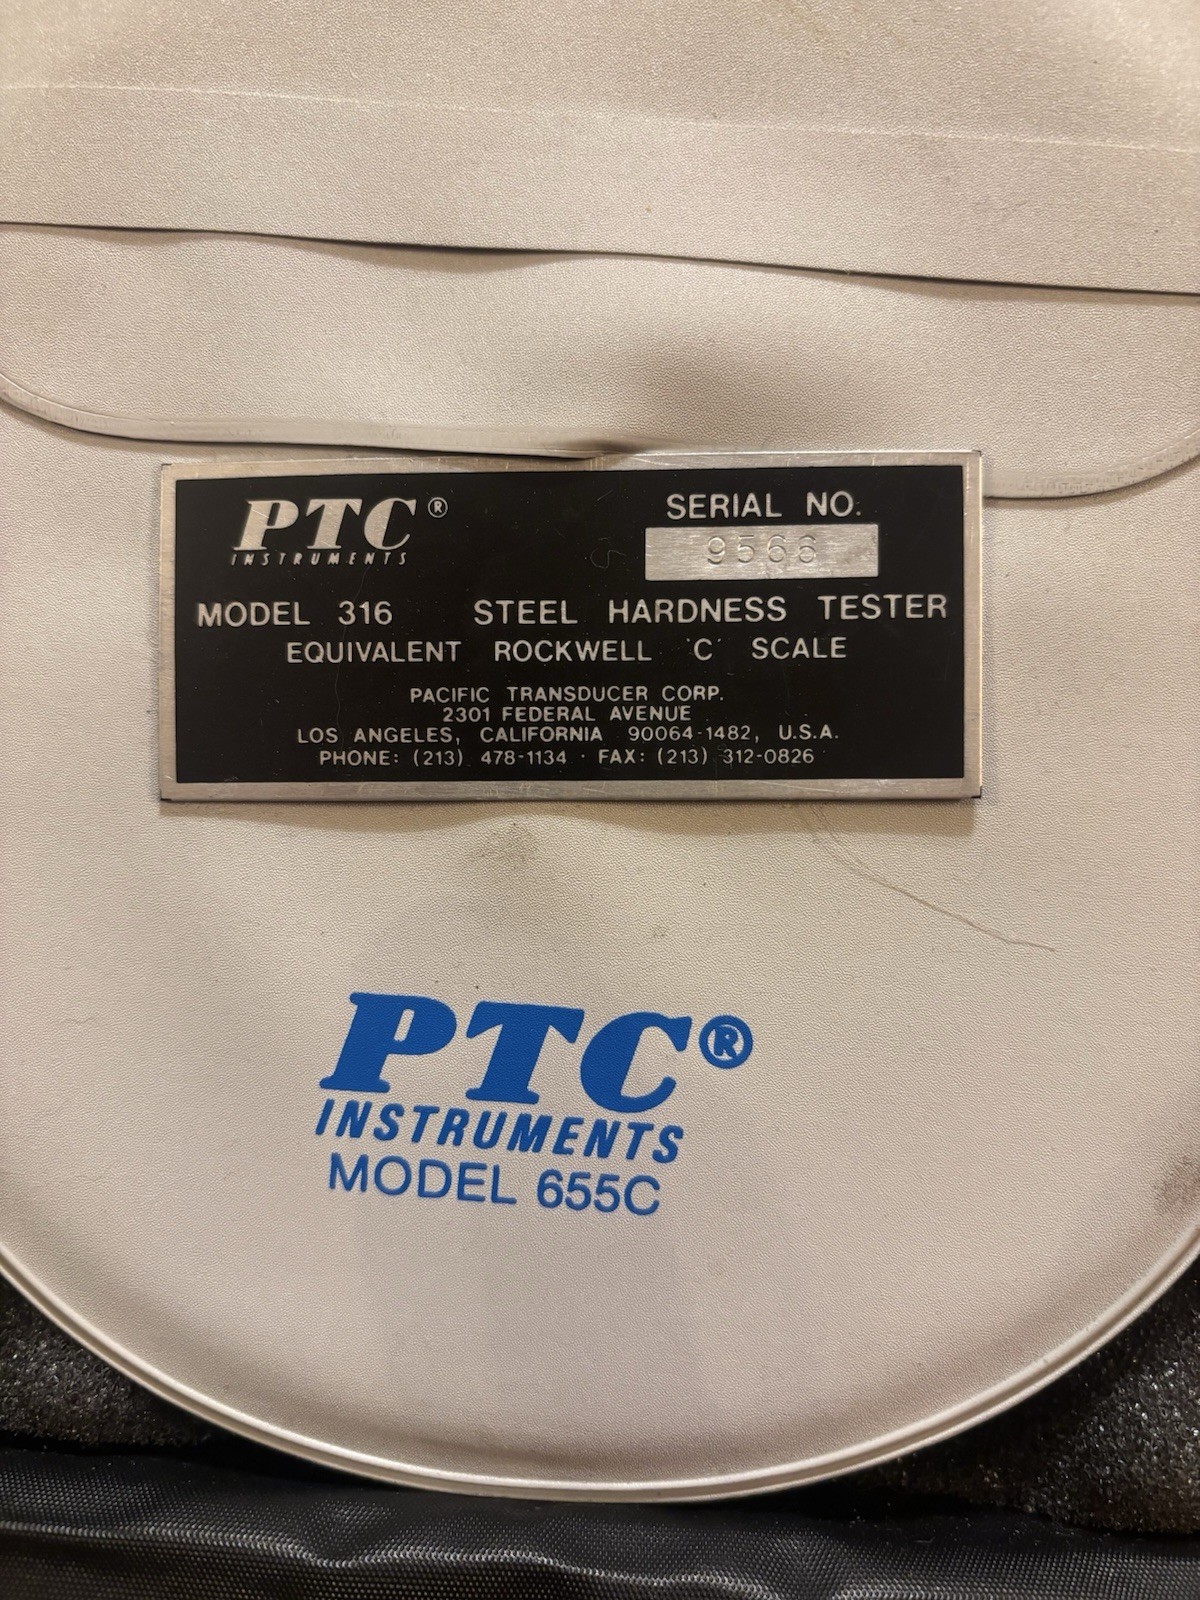 PTC®
INSTRUMENTS
SERIAL NO.
9566
MODEL 316 STEEL HARDNESS TESTER
EQUIVALENT ROCKWELL 'C' SCALE
PACIFIC TRANSDUCER CORP.
2301 FEDERAL AVENUE
LOS ANGELES, CALIFORNIA 90064-1482, U.S.A.
PHONE: (213) 478-1134 · FAX: (213) 312-0826
PTC®
INSTRUMENTS
MODEL 655C